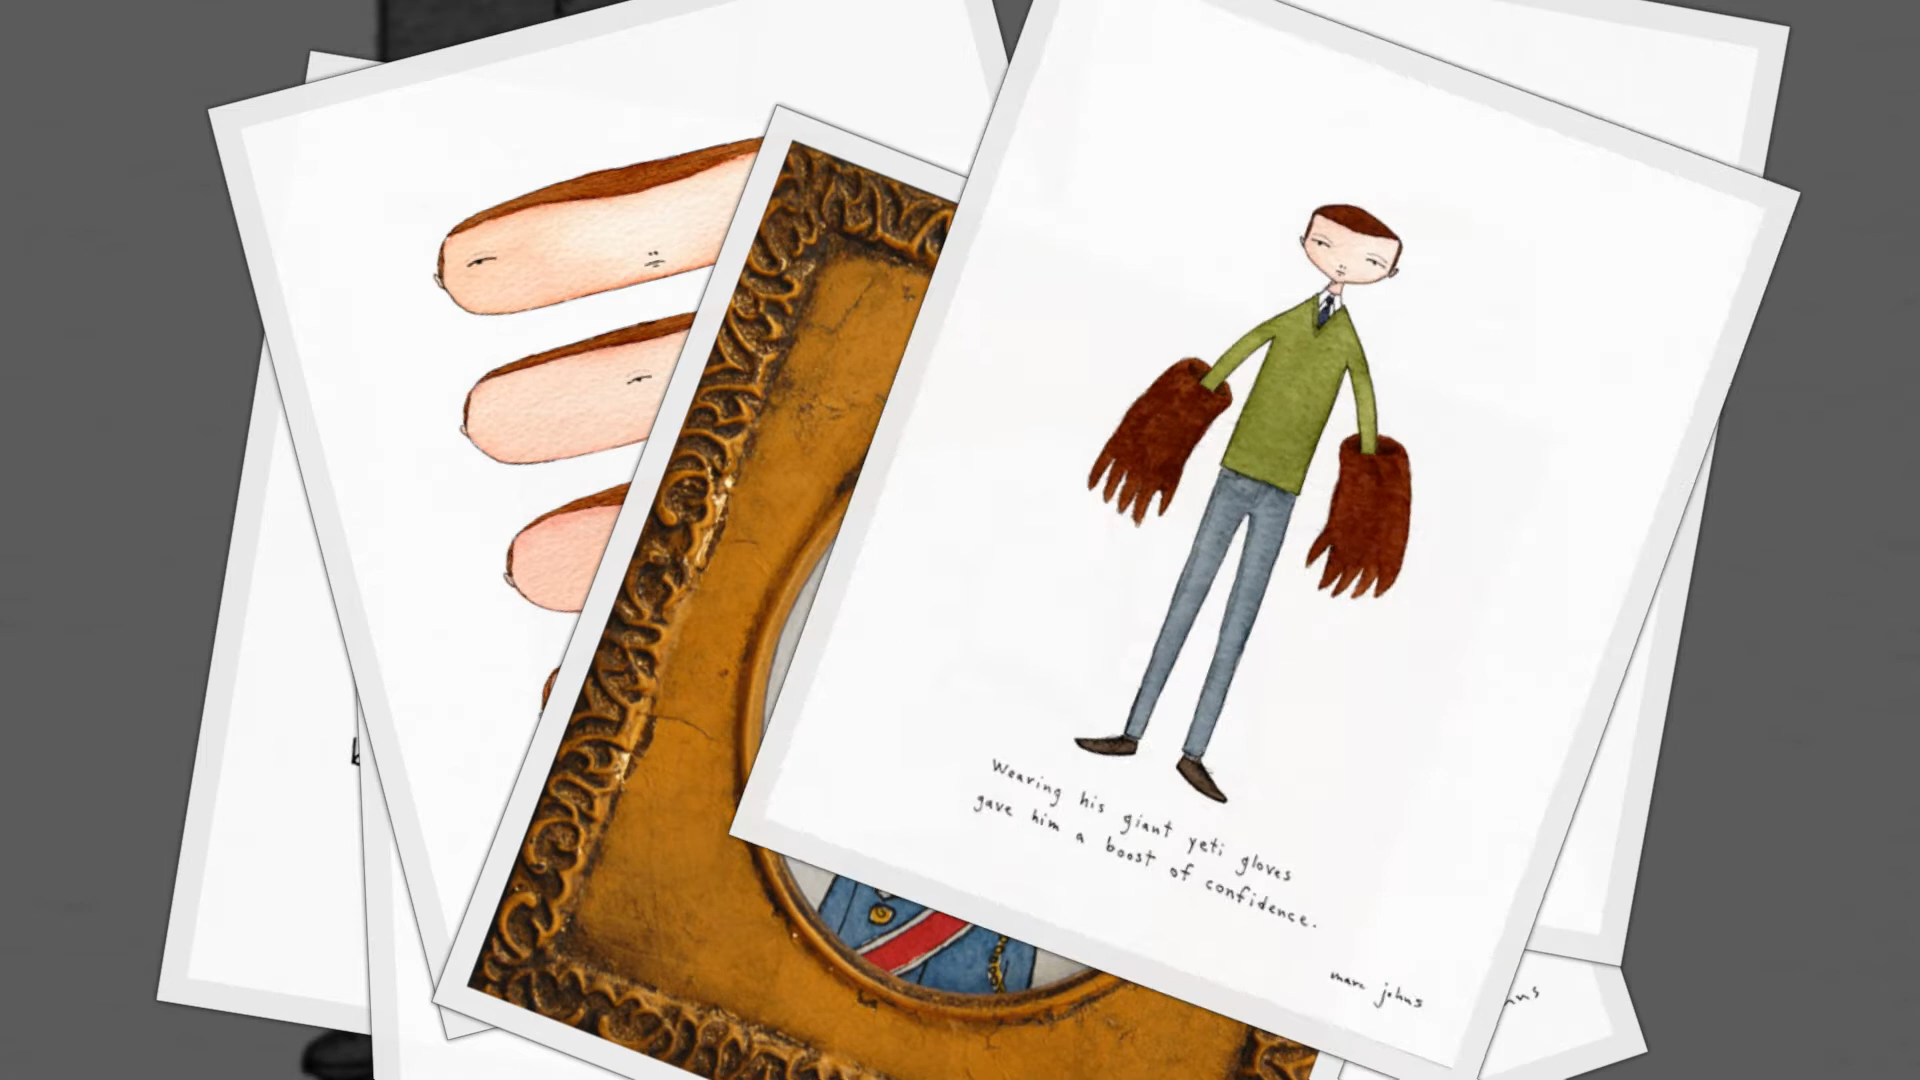 Wearing his giant yeti gloves
gave him a boost of confidence.
marc johns